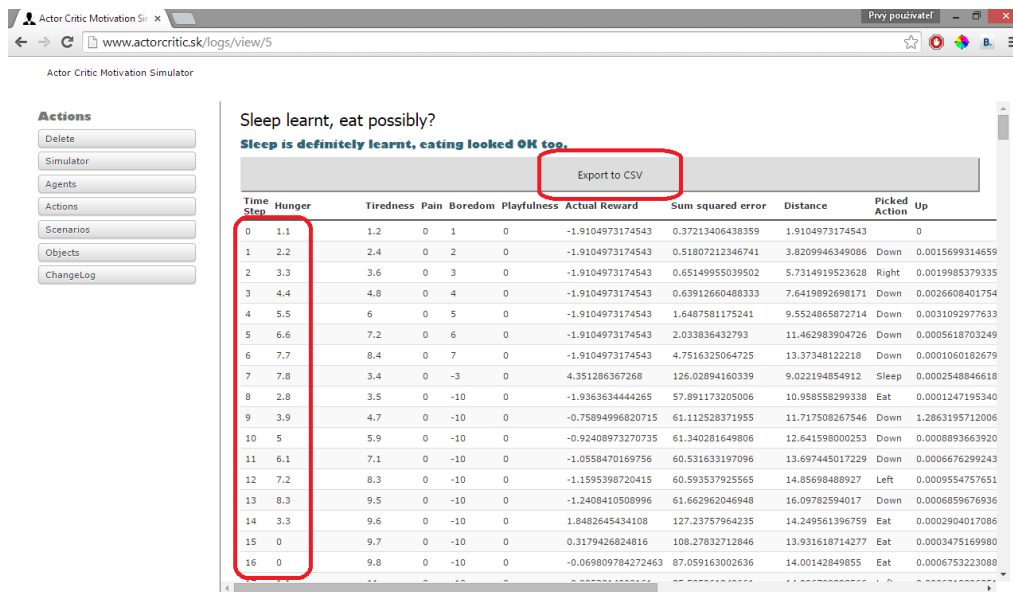 Actor Critic Motivation Sir
Prvý používateľ
www.actorcritic.sk/logs/view/5
B.
Actor Critic Motivation Simulator
Actions
Delete
Simulator
Agents
Actions
Scenarios
Objects
ChangeLog
Sleep learnt, eat possibly?
Sleep is definitely learnt, eating looked OK too.
Export to CSV
Time Step Hunger Tiredness Pain Boredom Playfulness Actual Reward Sum squared error Distance Picked Action Up
0 1.1 1.2 0 1 0 -1.9104973174543 0.37213406438359 1.9104973174543 0
1 2.2 2.4 0 2 0 -1.9104973174543 0.51807212346741 3.8209946349086 Down 0.0015699314659
2 3.3 3.6 0 3 0 -1.9104973174543 0.65149955039502 5.7314919523628 Right 0.0019985379335
3 4.4 4.8 0 4 0 -1.9104973174543 0.63912660488333 7.6419892698171 Down 0.0026608401754
4 5.5 6 0 5 0 -1.9104973174543 1.6487581175241 9.5524865872714 Down 0.0031092977633
5 6.6 7.2 0 6 0 -1.9104973174543 2.033836432793 11.462983904726 Down 0.0005618703249
6 7.7 8.4 0 7 0 -1.9104973174543 4.7516325064725 13.37348122218 Down 0.0001060182679
7 7.8 3.4 0 -3 0 4.351286367268 126.02894160339 9.022194854912 Sleep 0.0002548846618
8 2.8 3.5 0 -10 0 -1.9363634444265 57.891173205006 10.958558299338 Eat 0.0001247195340
9 3.9 4.7 0 -10 0 -0.75894996820715 61.112528371955 11.717508267546 Down 1.2863195712006
10 5 5.9 0 -10 0 -0.92408973270735 61.340281649806 12.641598000253 Down 0.0008893663920
11 6.1 7.1 0 -10 0 -1.0558470169756 60.531633197096 13.697445017229 Down 0.0006676299243
12 7.2 8.3 0 -10 0 -1.1595398720415 60.593537925565 14.85698488927 Left 0.0009554757651
13 8.3 9.5 0 -10 0 -1.2408410508996 61.662962046948 16.09782594017 Down 0.0006859676936
14 3.3 9.6 0 -10 0 1.8482654534108 127.23757964235 14.249561396759 Eat 0.0002904017086
15 0 9.7 0 -10 0 0.3179426824816 108.27832712846 13.931618714277 Eat 0.0003475169980
16 0 9.8 0 -10 0 -0.069809784272463 87.059163002636 14.00142849855 Eat 0.0006753223088